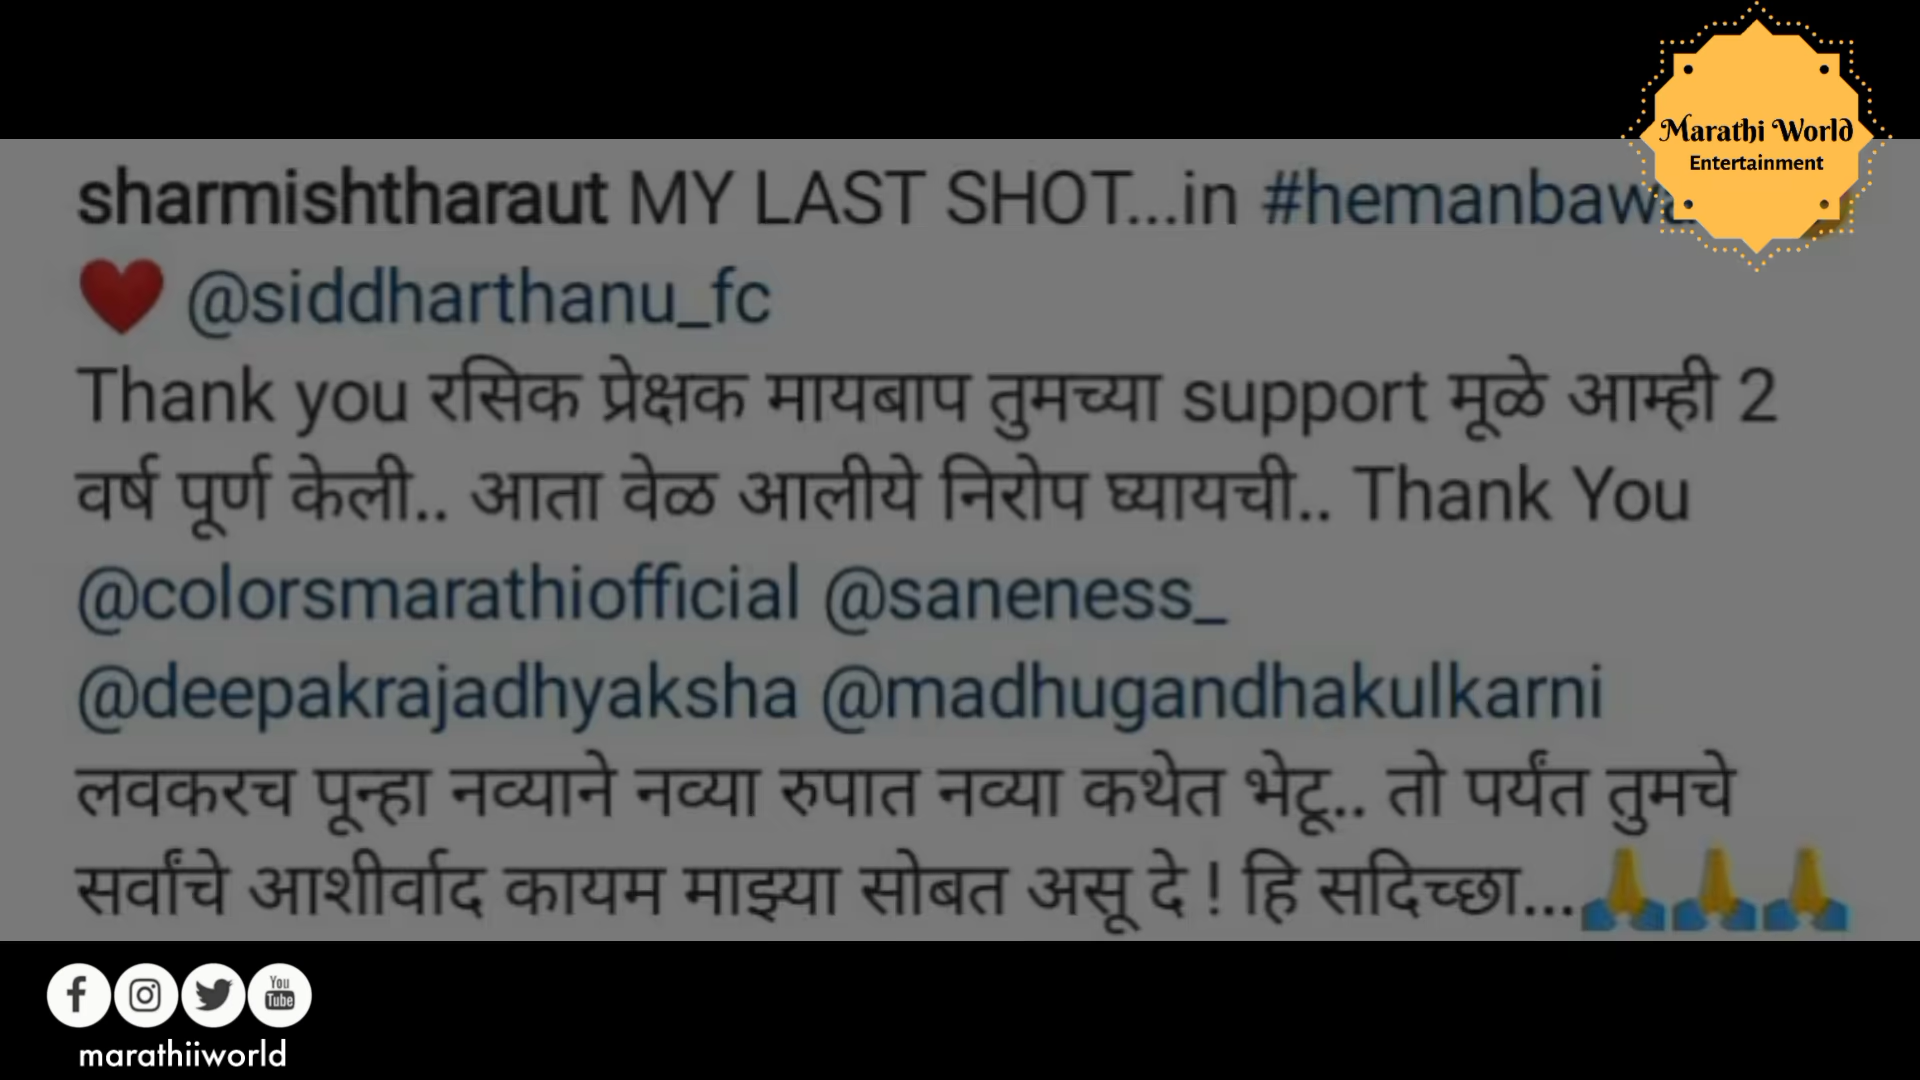 Marathi World
Entertainment
sharmishtharaut MY LAST SHOT...in
❤️ @siddharthanu_fc
Thank you रसिक प्रेक्षक मायबाप तुमच्या support मूळे आम्ही 2
वर्ष पूर्ण केली.. आता वेळ आलीये निरोप घ्यायची.. Thank You
@colorsmarathiofficial @saneness_
@deepakrajadhyaksha @madhugandhakulkarni
लवकरच पून्हा नव्याने नव्या रुपात नव्या कथेत भेटू.. तो पर्यंत तुमचे
सर्वांचे आशीर्वाद कायम माझ्या सोबत असू दे ! हि सदिच्छा...🙏🙏🙏
You
Tube
marathiiworld